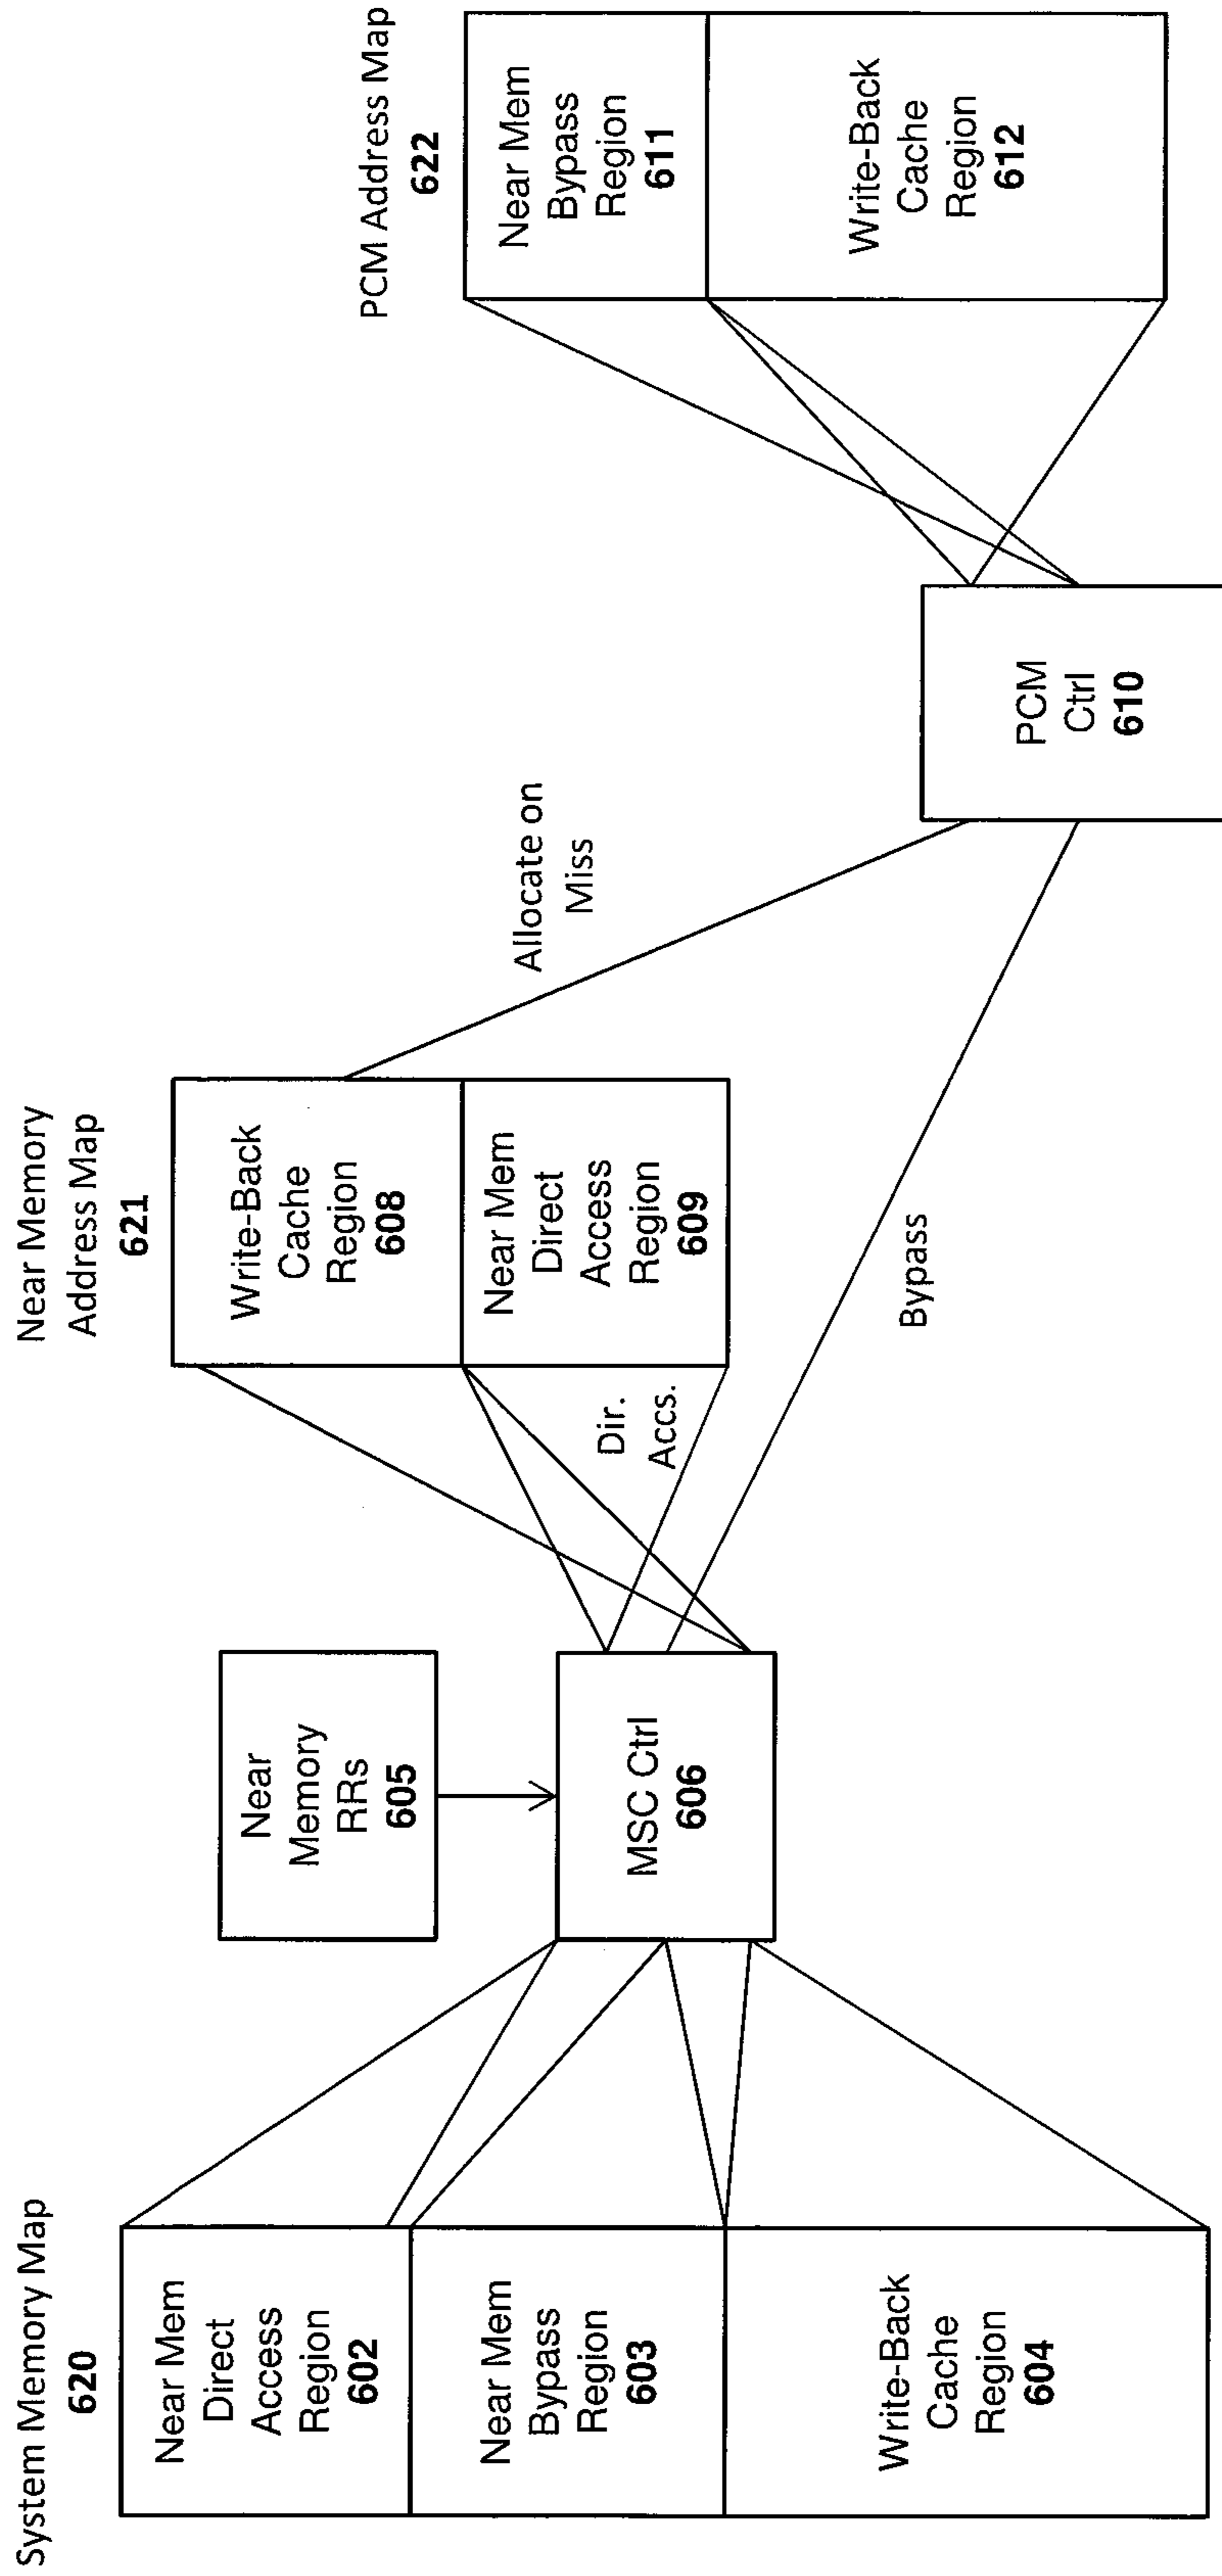 System Memory Map
620
Near Mem
Direct
Access
Region
602
Near Mem
Bypass
Region
603
Write-Back
Cache
Region
604
Near
Memory
RRs
605
MSC Ctrl
606
Near Memory
Address Map
621
Write-Back
Cache
Region
608
Near Mem
Direct
Access
Region
609
Dir.
Accs.
Allocate on
Miss
Bypass
PCM
Ctrl
610
PCM Address Map
622
Near Mem
Bypass
Region
611
Write-Back
Cache
Region
612